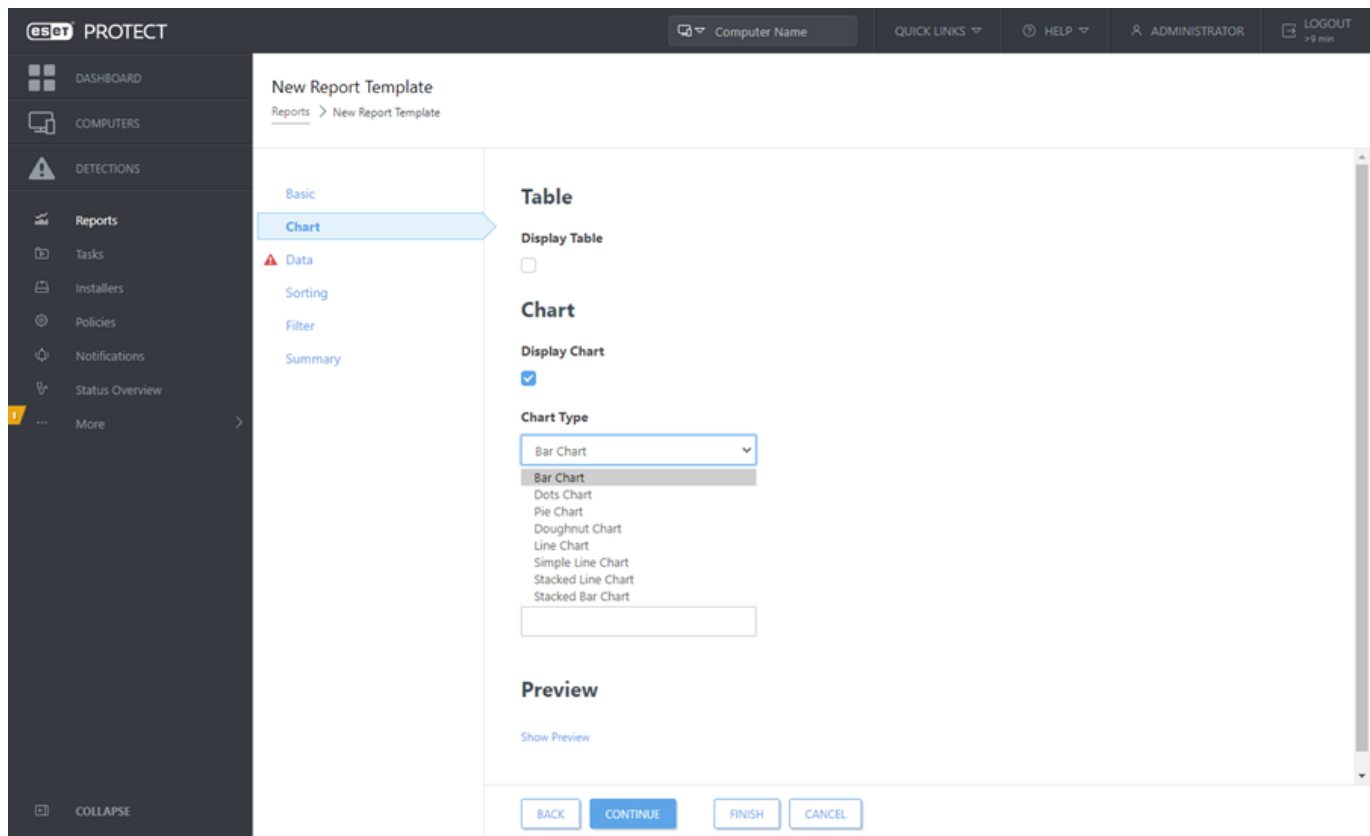 eset PROTECT
Computer Name
QUICK LINKS
HELP
ADMINISTRATOR
LOGOUT
>9 min
DASHBOARD
COMPUTERS
DETECTIONS
Reports
Tasks
Installers
Policies
Notifications
Status Overview
1
... More
COLLAPSE
New Report Template
Reports > New Report Template
Basic
Chart
Data
Sorting
Filter
Summary
Table
Display Table
Chart
Display Chart
Chart Type
Bar Chart
Bar Chart
Dots Chart
Pie Chart
Doughnut Chart
Line Chart
Simple Line Chart
Stacked Line Chart
Stacked Bar Chart
Preview
Show Preview
BACK
CONTINUE
FINISH
CANCEL